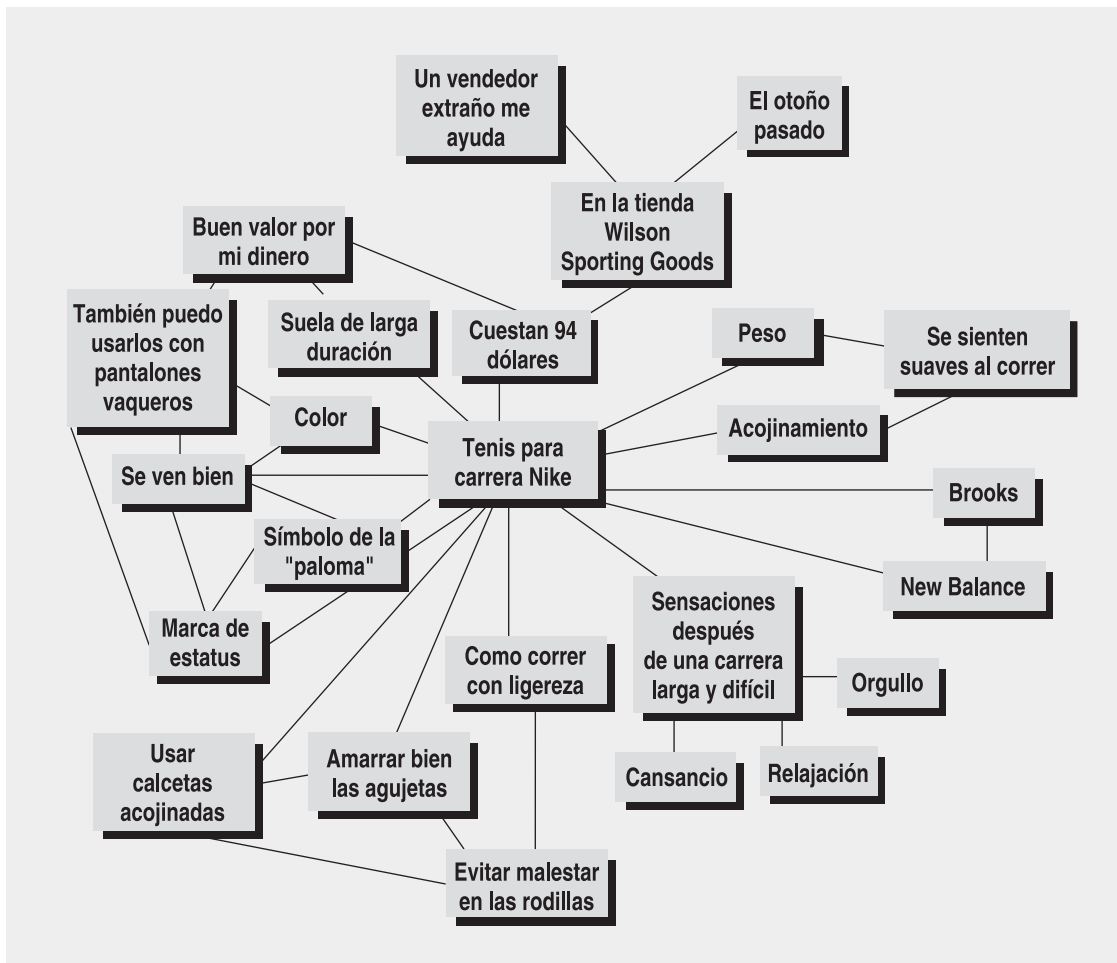 Un vendedor
extraño me
ayuda
El otoño
pasado
En la tienda
Wilson
Sporting Goods
Buen valor por
mi dinero
También puedo
usarlos con
pantalones
vaqueros
Suela de larga
duración
Cuestan 94
dólares
Peso
Se sienten
suaves al correr
Color
Acojinamiento
Tenis para
carrera Nike
Se ven bien
Brooks
Símbolo de la
"paloma"
New Balance
Sensaciones
después
de una carrera
larga y difícil
Marca de
estatus
Como correr
con ligereza
Orgullo
Usar
calcetas
acojinadas
Amarrar bien
las agujetas
Cansancio
Relajación
Evitar malestar
en las rodillas